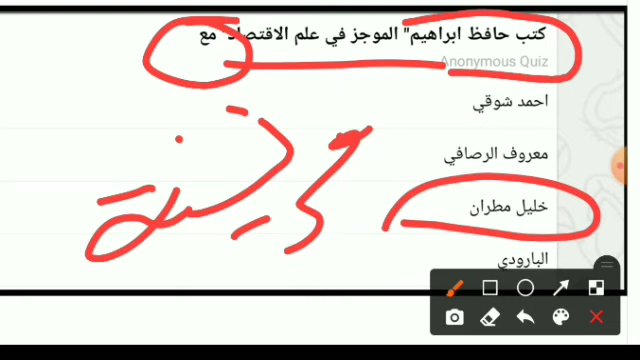 كتب حافظ ابراهيم" الموجز في علم الاقتصاد" مع
Anonymous Quiz
احمد شوقي
معروف الرصافي
خليل مطران
البارودي